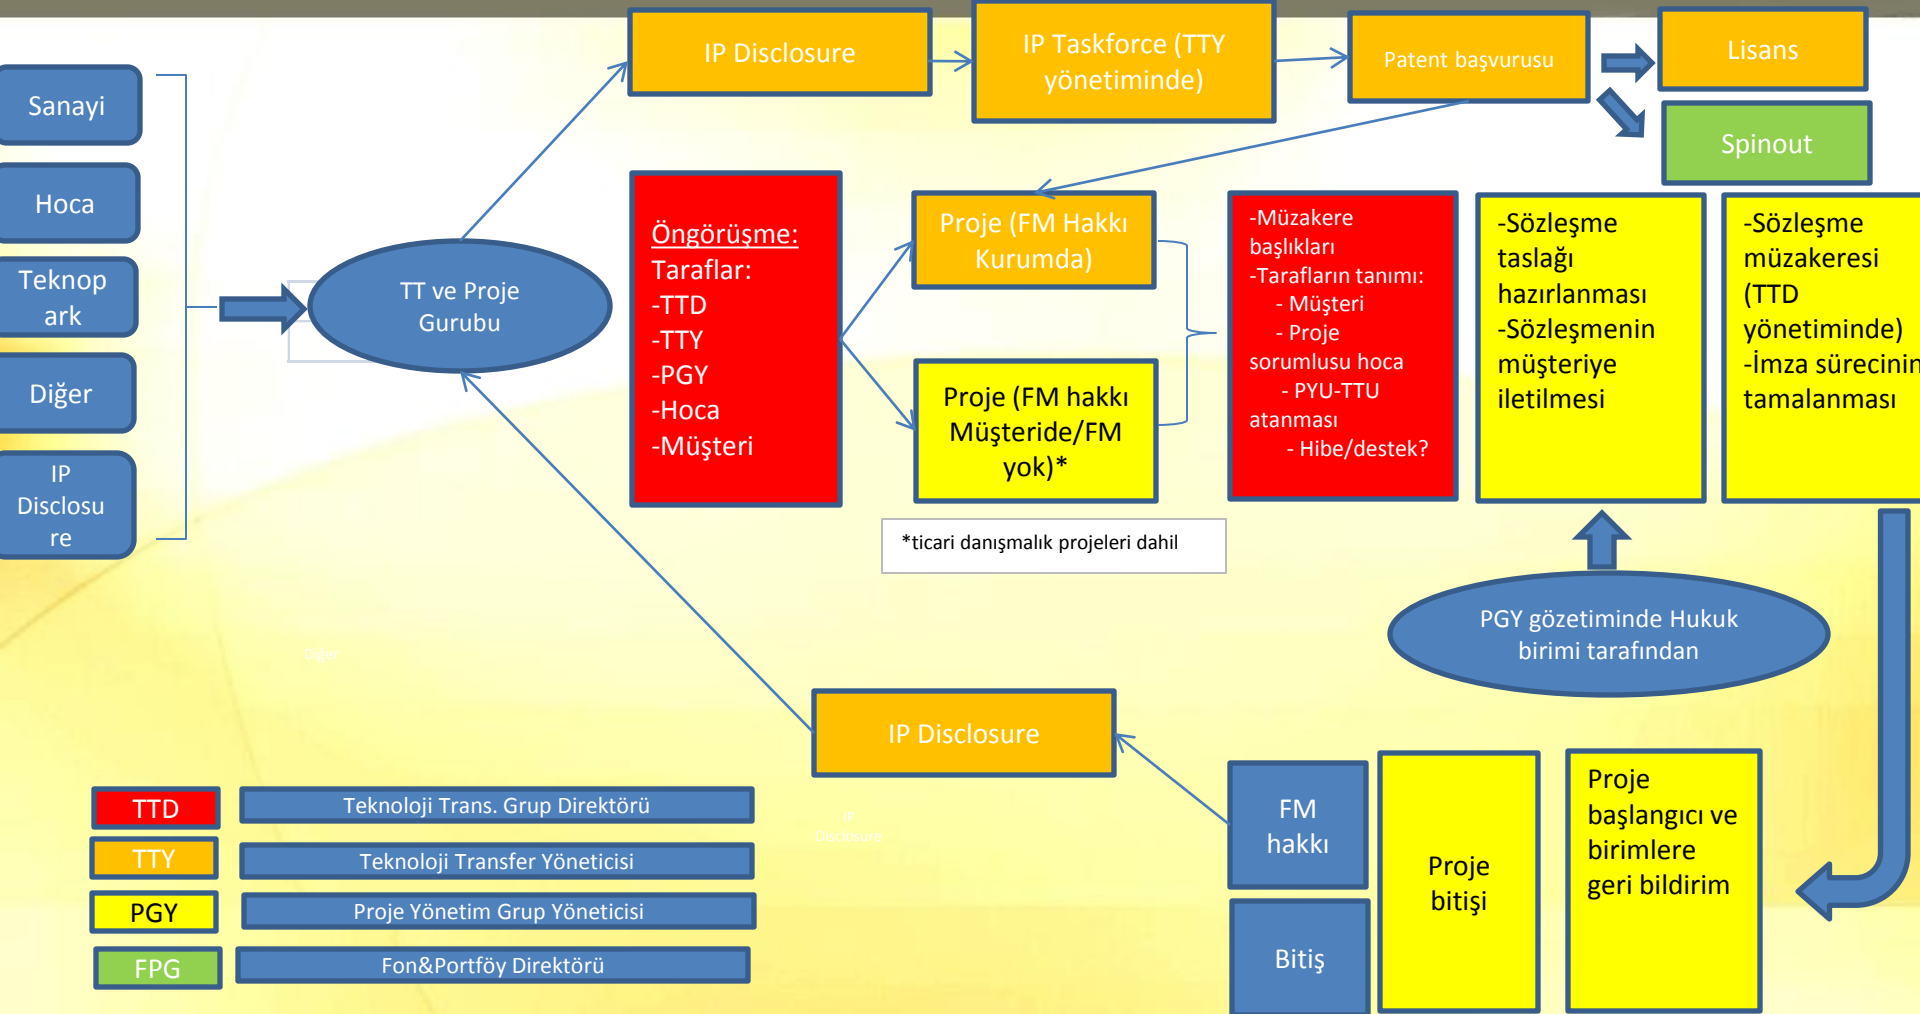 IP Disclosure
IP Taskforce (TTY
yönetiminde)
Patent başvurusu
Lisans
Spinout
Sanayi
Hoca
Teknop
ark
Diğer
IP
Disclosu
re
TT ve Proje
Gurubu
Öngörüşme:
Taraflar:
-TTD
-TTY
-PGY
-Hoca
-Müşteri
Proje (FM Hakkı
Kurumda)
Proje (FM hakkı
Müşteride/FM
yok)*
*ticari danışmalık projeleri dahil
-Müzakere
başlıkları
-Tarafların tanımı:
- Müşteri
- Proje
sorumlusu hoca
- PYU-TTU
atanması
- Hibe/destek?
-Sözleşme
taslağı
hazırlanması
-Sözleşmenin
müşteriye
iletilmesi
-Sözleşme
müzakeresi
(TTD
yönetiminde)
-İmza sürecinin
tamalanması
PGY gözetiminde Hukuk
birimi tarafından
Diğer
IP Disclosure
IP
Disclosure
FM
hakkı
Bitiş
Proje
bitişi
Proje
başlangıcı ve
birimlere
geri bildirim
TTD
Teknoloji Trans. Grup Direktörü
TTY
Teknoloji Transfer Yöneticisi
PGY
Proje Yönetim Grup Yöneticisi
FPG
Fon&Portföy Direktörü